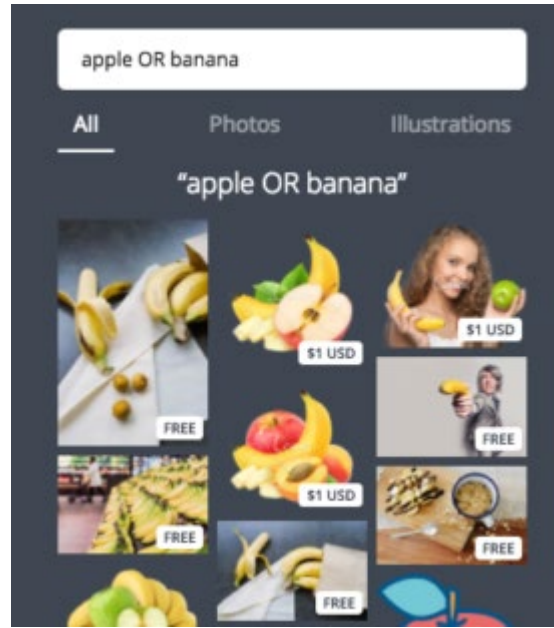 apple OR banana
All Photos Illustrations
“apple OR banana”
$1 USD
$1 USD
FREE
FREE
$1 USD
FREE
FREE
FREE